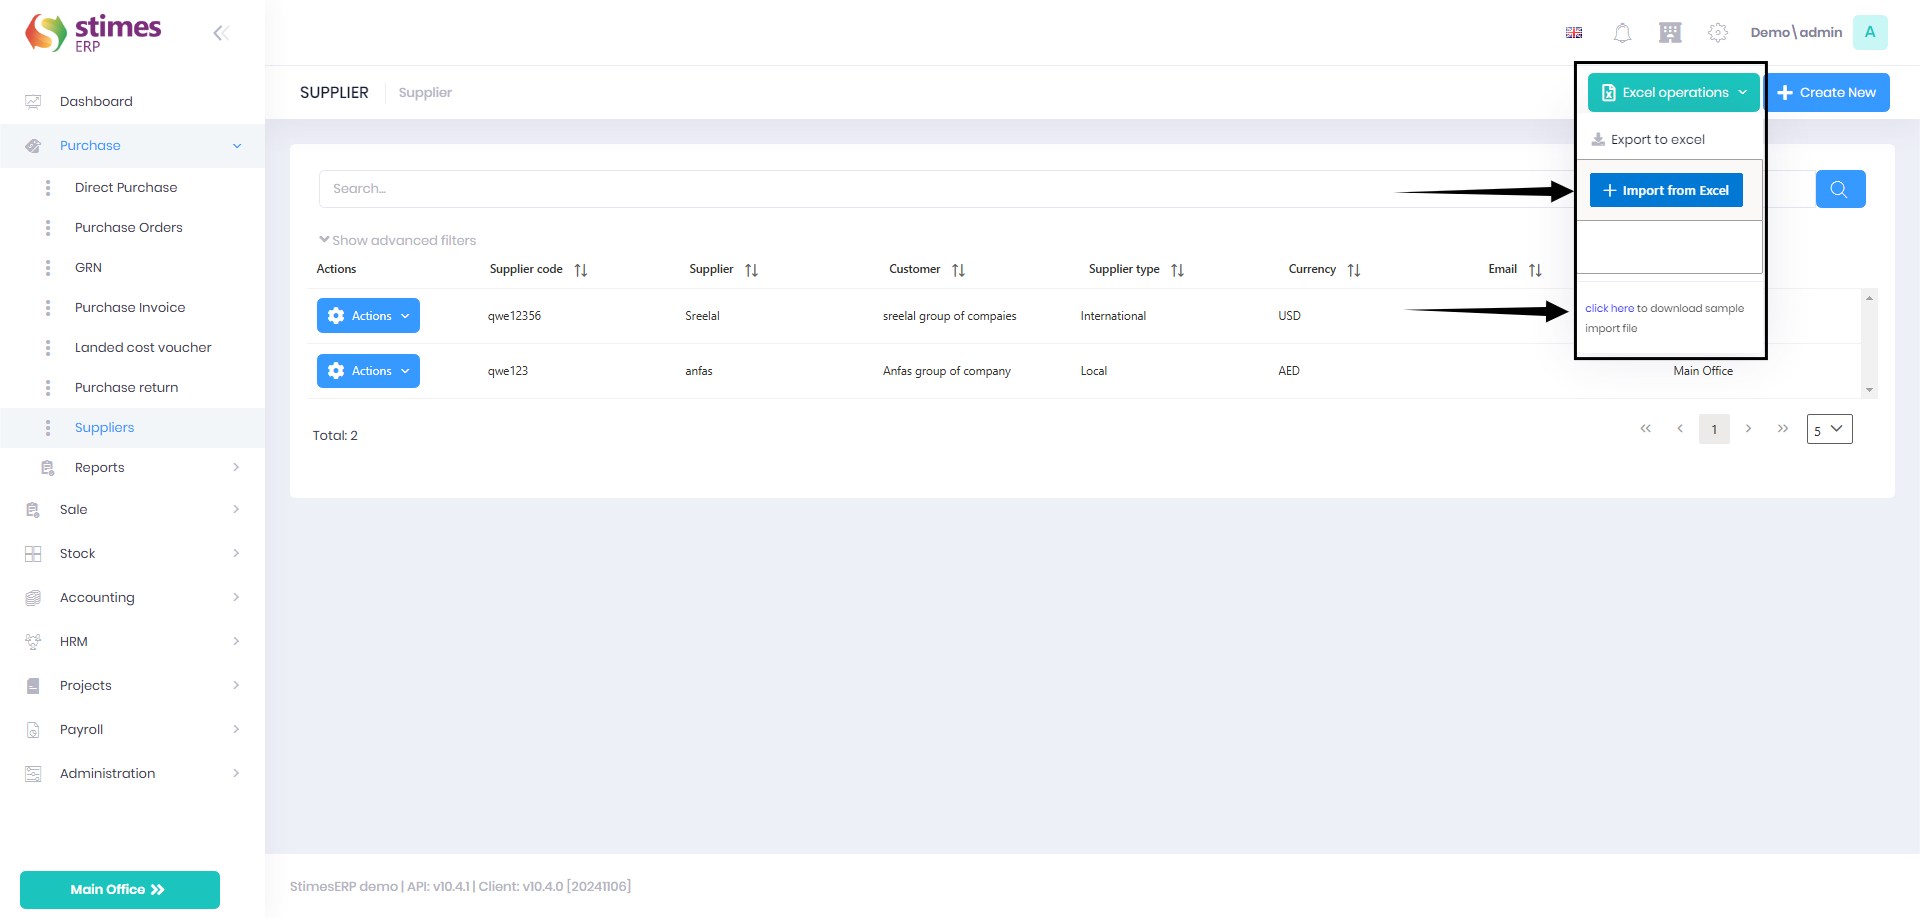 stimes
ERP
Demo\admin
A
Dashboard
Purchase
Direct Purchase
Purchase Orders
GRN
Purchase Invoice
Landed cost voucher
Purchase return
Suppliers
Reports
Sale
Stock
Accounting
HRM
Projects
Payroll
Administration
Main Office
SUPPLIER Supplier
Excel operations
Create New
Export to excel
Import from Excel
click here to download sample
import file
Search...
Show advanced filters
Actions Supplier code Supplier Customer Supplier type Currency Email
Actions qwe12356 Sreelal sreelal group of compaies International USD
Actions qwe123 anfas Anfas group of company Local AED Main Office
Total: 2
1
5
StimesERP demo | API: v10.4.1 | Client: v10.4.0 [20241106]